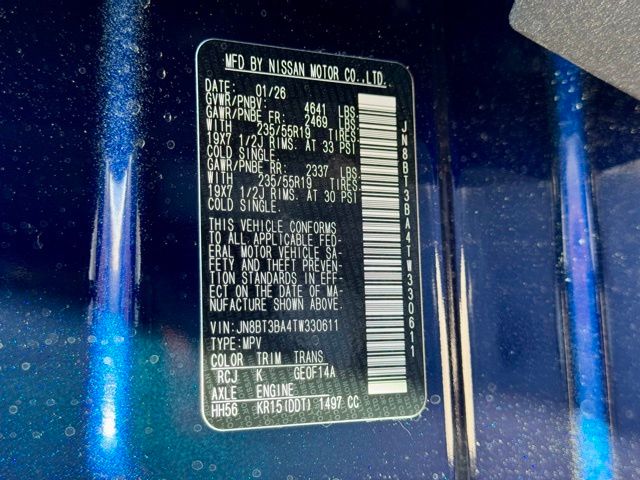 MFD BY NISSAN MOTOR CO.,LTD.
DATE: 01/26
GVWR/PNBV: 4641 LBS
GAWR/PNBE FR: 2469 LBS
WITH 235/55R19 TIRES
19X7 1/2J RIMS. AT 33 PSI
COLD SINGLE.
GAWR/PNBE RR: 2337 LBS
WITH 235/55R19 TIRES.
19X7 1/2J RIMS. AT 30 PSI
COLD SINGLE.
THIS VEHICLE CONFORMS
TO ALL APPLICABLE FED-
ERAL MOTOR VEHICLE SA-
FETY AND THEFT PREVEN-
TION STANDARDS IN EFF-
ECT ON THE DATE OF MA-
NUFACTURE SHOWN ABOVE.
VIN:JN8BT3BA4TW330611
TYPE:MPV
COLOR TRIM TRANS
RCJ K GE0F14A
AXLE ENGINE
HH56 KR15(DDT) 1497 CC
JN8BT3BA4TW330611